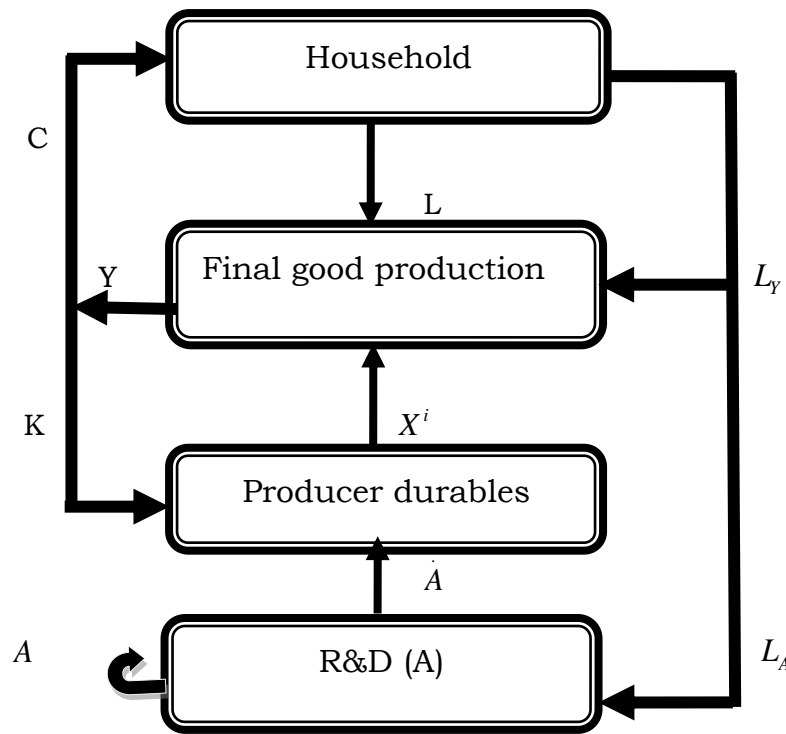 Household
C
L
Final good production
Y
L_Y
K
X^i
Producer durables
Ȧ
A
R&D (A)
L_A